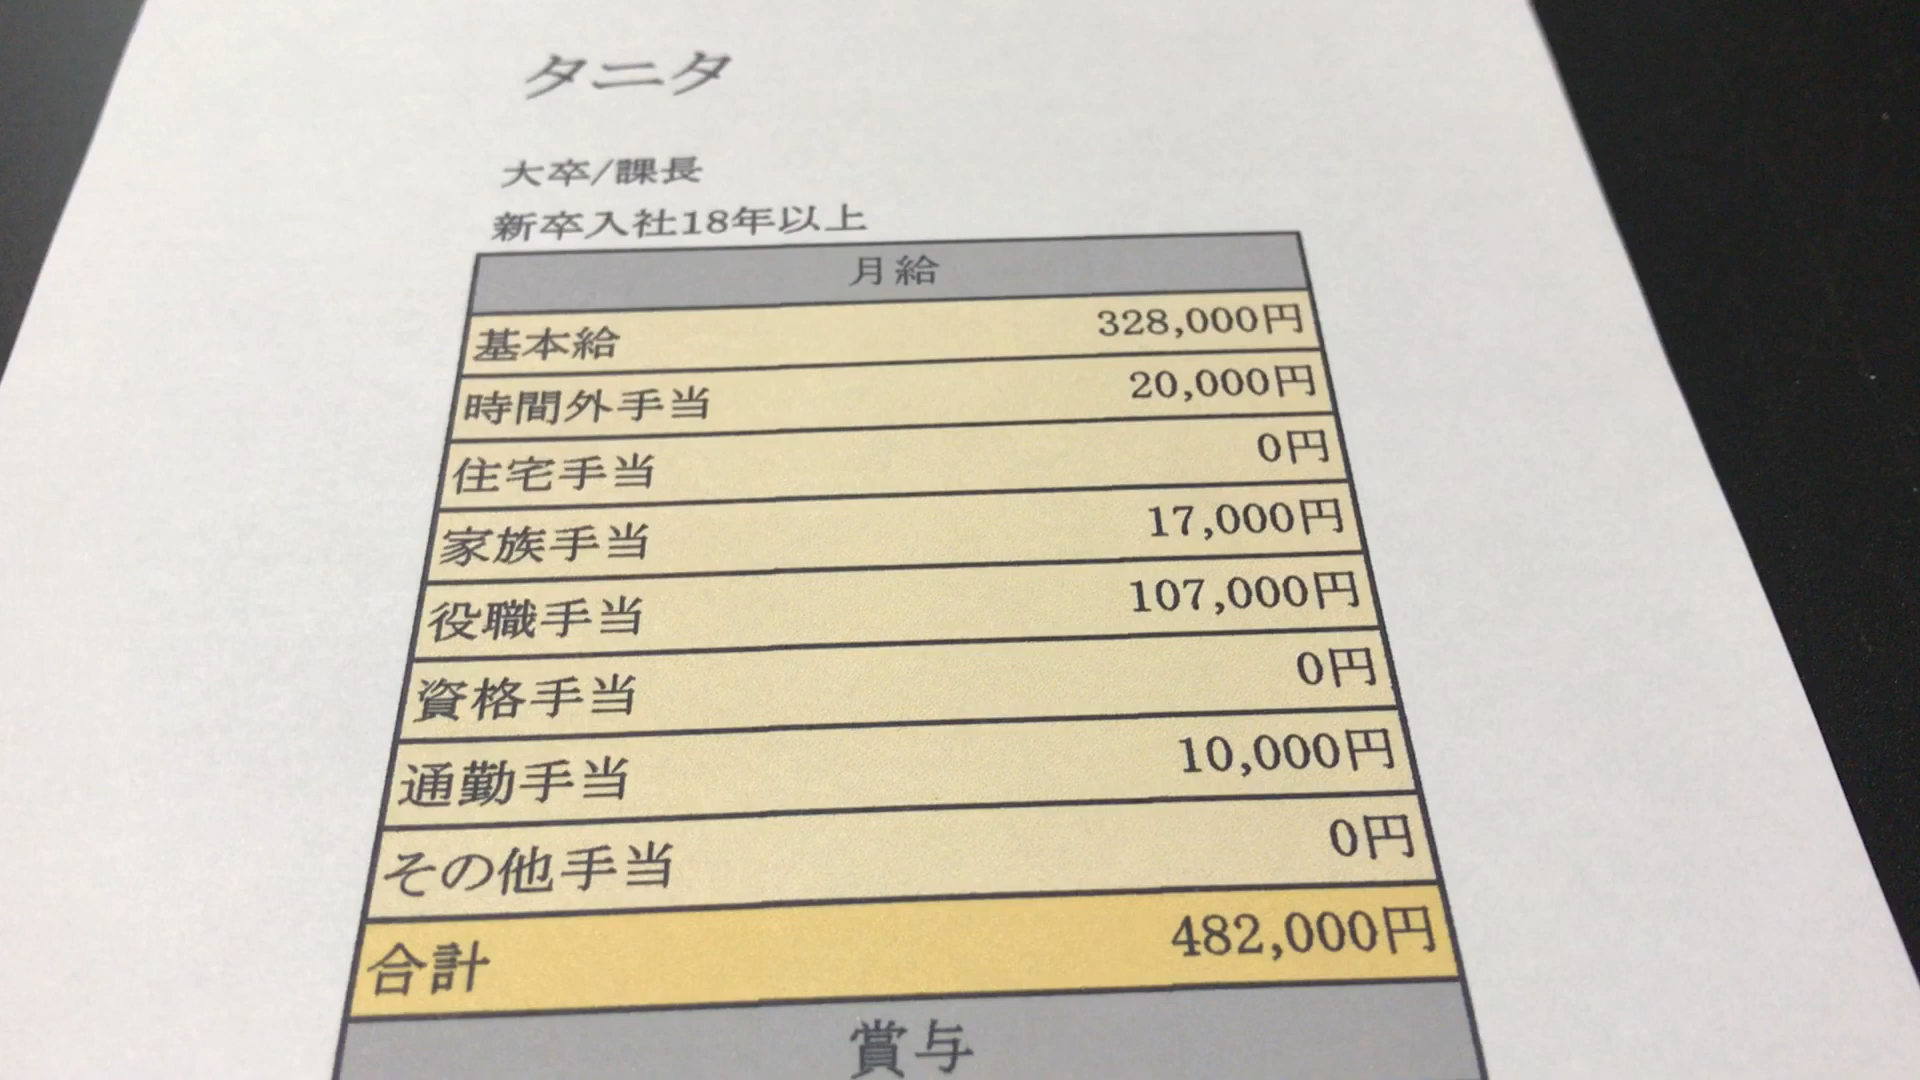 タニタ
大卒/課長
新卒入社18年以上
月給
基本給 328,000円
時間外手当 20,000円
住宅手当 0円
家族手当 17,000円
役職手当 107,000円
資格手当 0円
通勤手当 10,000円
その他手当 0円
合計 482,000円
賞与